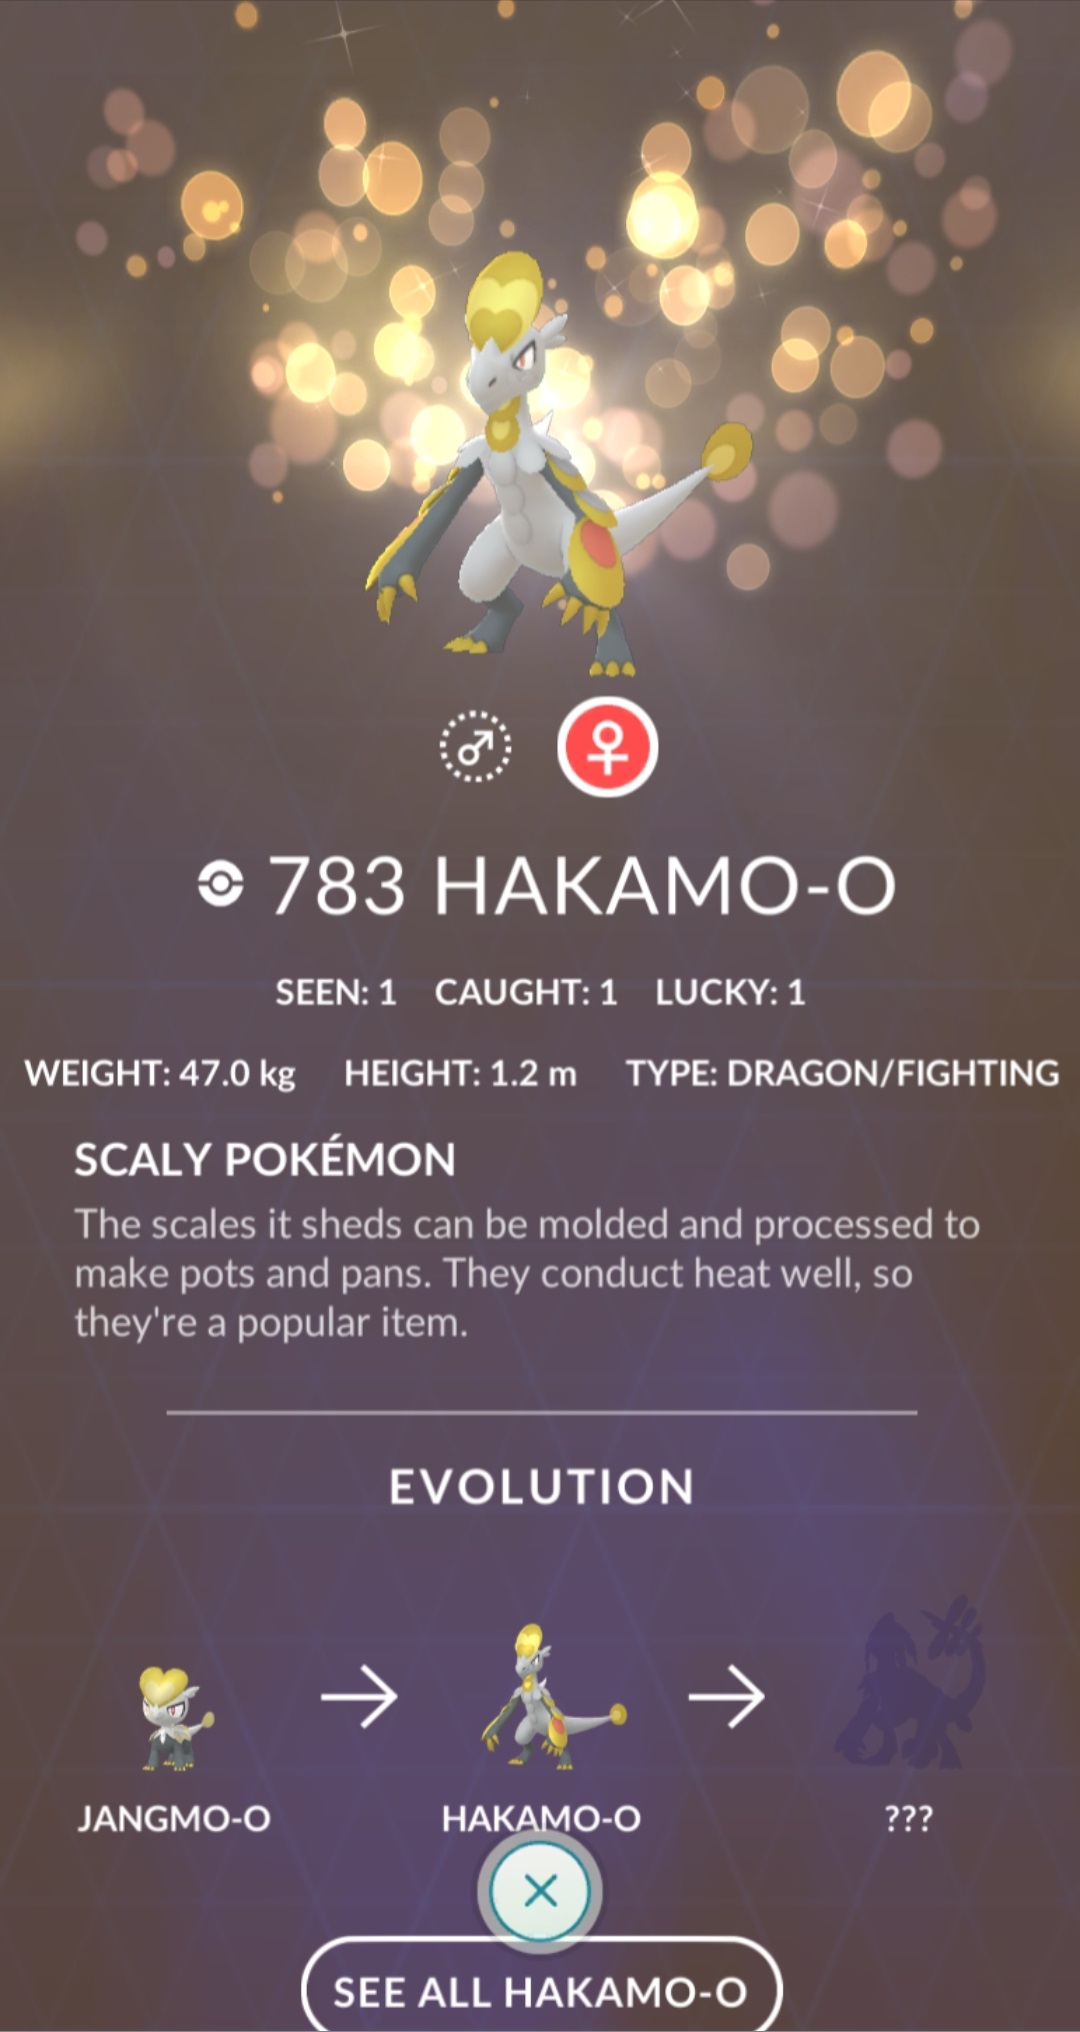 783 HAKAMO-O
SEEN: 1 CAUGHT: 1 LUCKY: 1
WEIGHT: 47.0 kg HEIGHT: 1.2 m TYPE: DRAGON/FIGHTING
SCALY POKÉMON
The scales it sheds can be molded and processed to
make pots and pans. They conduct heat well, so
they're a popular item.
EVOLUTION
JANGMO-O HAKAMO-O ???
SEE ALL HAKAMO-O